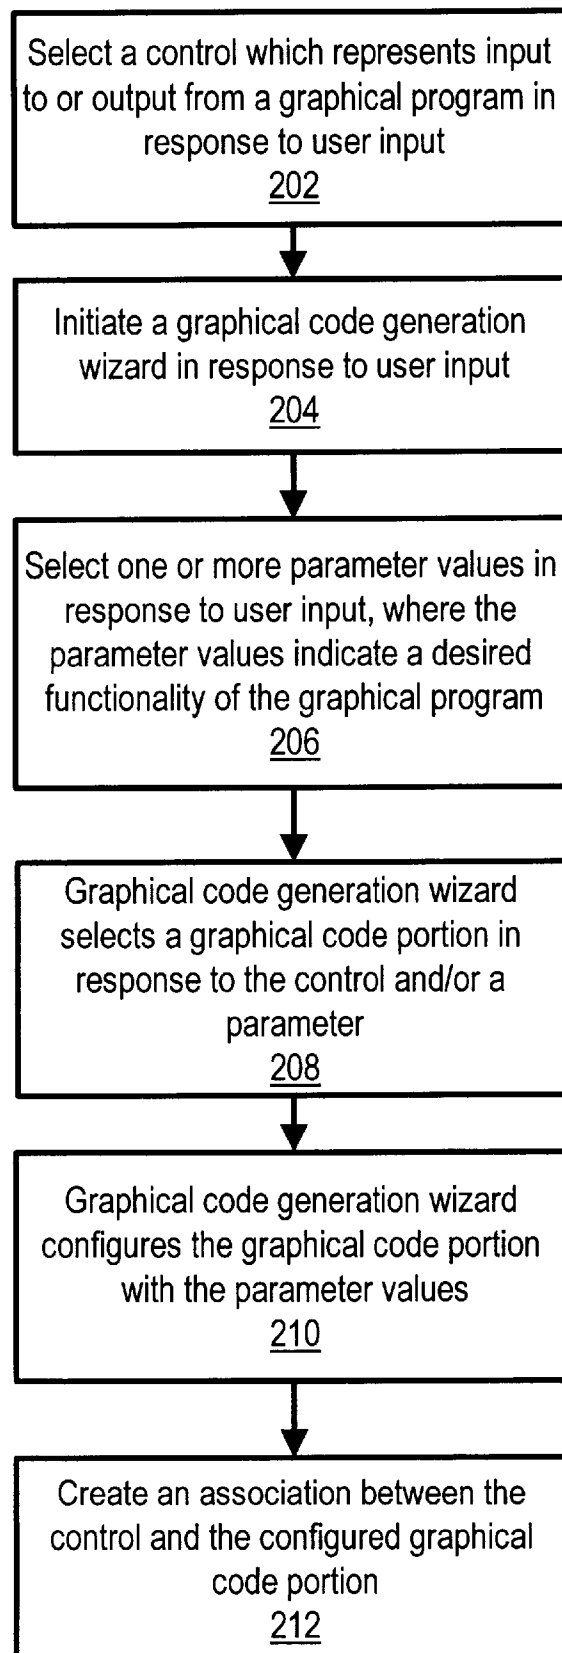 Select a control which represents input
to or output from a graphical program in
response to user input
202
Initiate a graphical code generation
wizard in response to user input
204
Select one or more parameter values in
response to user input, where the
parameter values indicate a desired
functionality of the graphical program
206
Graphical code generation wizard
selects a graphical code portion in
response to the control and/or a
parameter
208
Graphical code generation wizard
configures the graphical code portion
with the parameter values
210
Create an association between the
control and the configured graphical
code portion
212